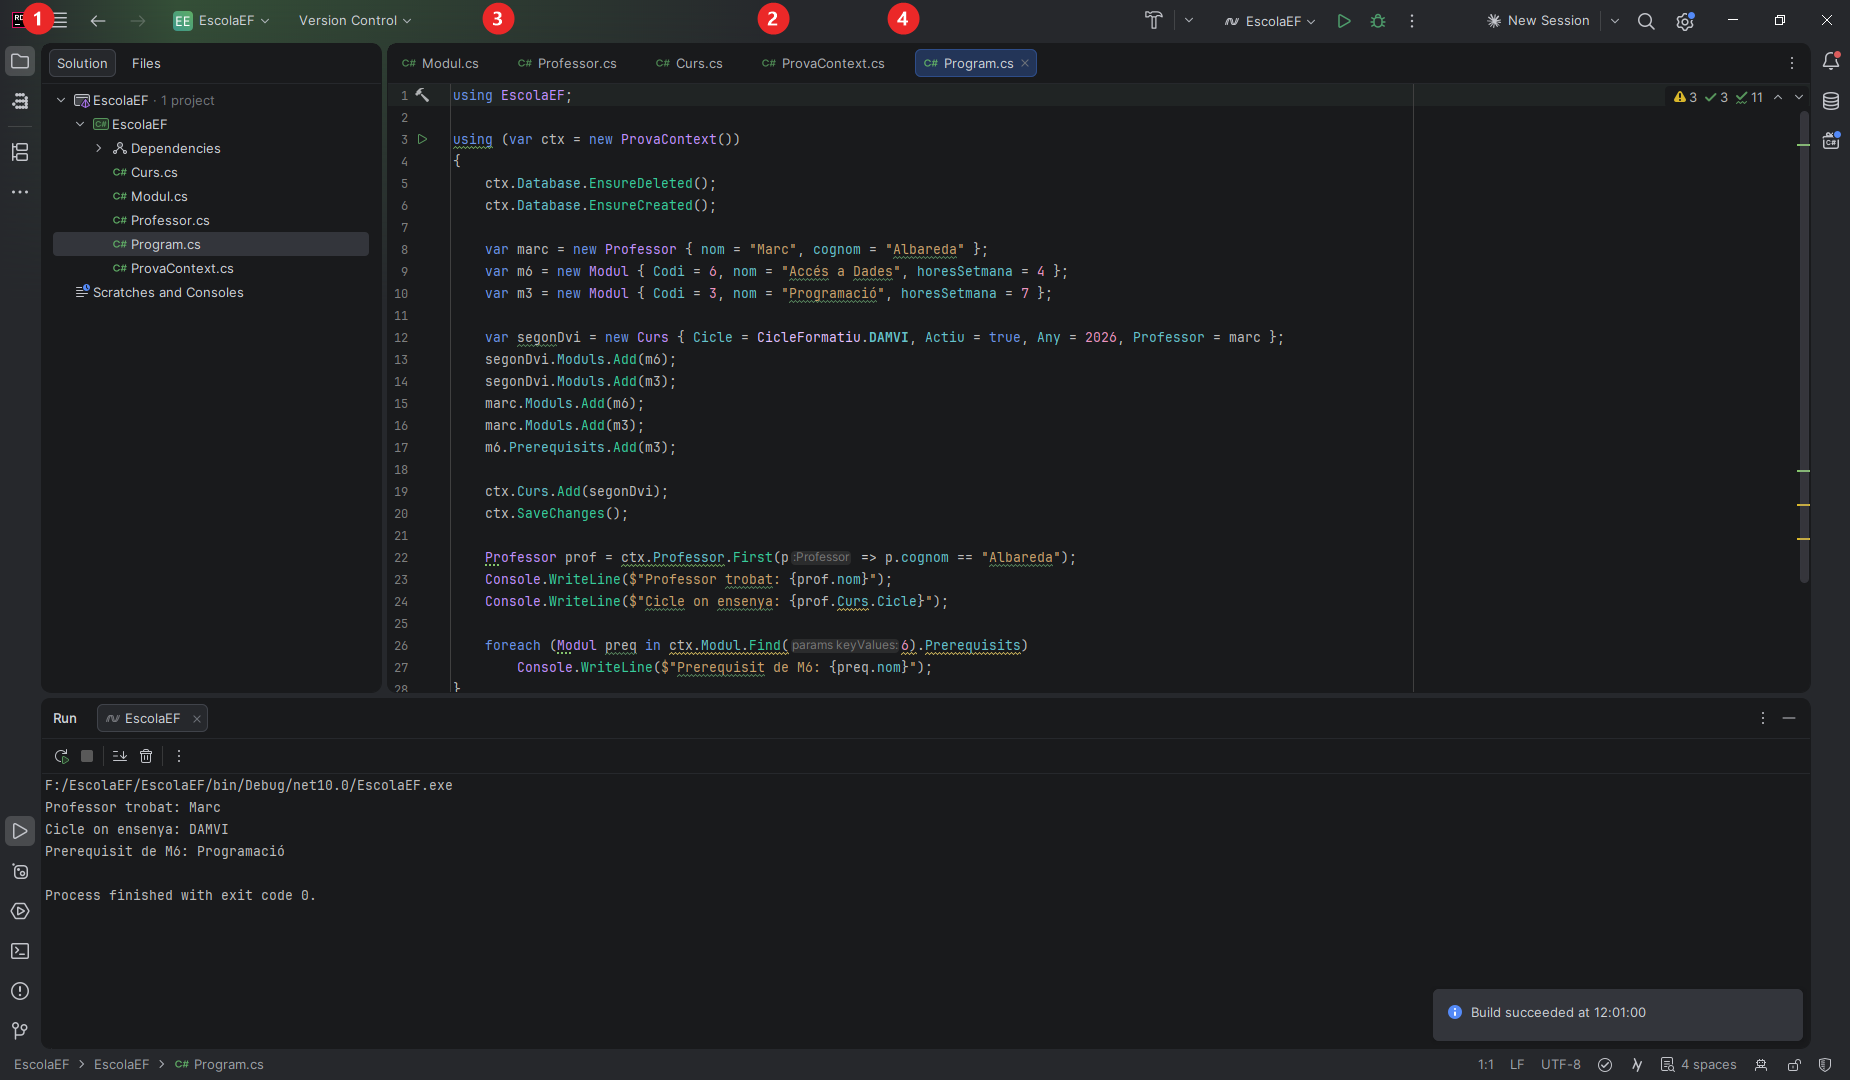 1
EE EscolaEF
Version Control
3
2
4
EscolaEF
New Session
Solution
Files
C# Modul.cs
C# Professor.cs
C# Curs.cs
C# ProvaContext.cs
C# Program.cs
EscolaEF · 1 project
C# EscolaEF
Dependencies
C# Curs.cs
C# Modul.cs
C# Professor.cs
C# Program.cs
C# ProvaContext.cs
Scratches and Consoles
3 3 11
1 using EscolaEF;
2
3 using (var ctx = new ProvaContext())
4 {
5 ctx.Database.EnsureDeleted();
6 ctx.Database.EnsureCreated();
7
8 var marc = new Professor { nom = "Marc", cognom = "Albareda" };
9 var m6 = new Modul { Codi = 6, nom = "Accés a Dades", horesSetmana = 4 };
10 var m3 = new Modul { Codi = 3, nom = "Programació", horesSetmana = 7 };
11
12 var segonDvi = new Curs { Cicle = CicleFormatiu.DAMVI, Actiu = true, Any = 2026, Professor = marc };
13 segonDvi.Moduls.Add(m6);
14 segonDvi.Moduls.Add(m3);
15 marc.Moduls.Add(m6);
16 marc.Moduls.Add(m3);
17 m6.Prerequisits.Add(m3);
18
19 ctx.Curs.Add(segonDvi);
20 ctx.SaveChanges();
21
22 Professor prof = ctx.Professor.First(p :Professor => p.cognom == "Albareda");
23 Console.WriteLine($"Professor trobat: {prof.nom}");
24 Console.WriteLine($"Cicle on ensenya: {prof.Curs.Cicle}");
25
26 foreach (Modul preq in ctx.Modul.Find( params keyValues: 6).Prerequisits)
27 Console.WriteLine($"Prerequisit de M6: {preq.nom}");
28 }
Run
EscolaEF
F:/EscolaEF/EscolaEF/bin/Debug/net10.0/EscolaEF.exe
Professor trobat: Marc
Cicle on ensenya: DAMVI
Prerequisit de M6: Programació
Process finished with exit code 0.
Build succeeded at 12:01:00
EscolaEF > EscolaEF > C# Program.cs
1:1 LF UTF-8 4 spaces